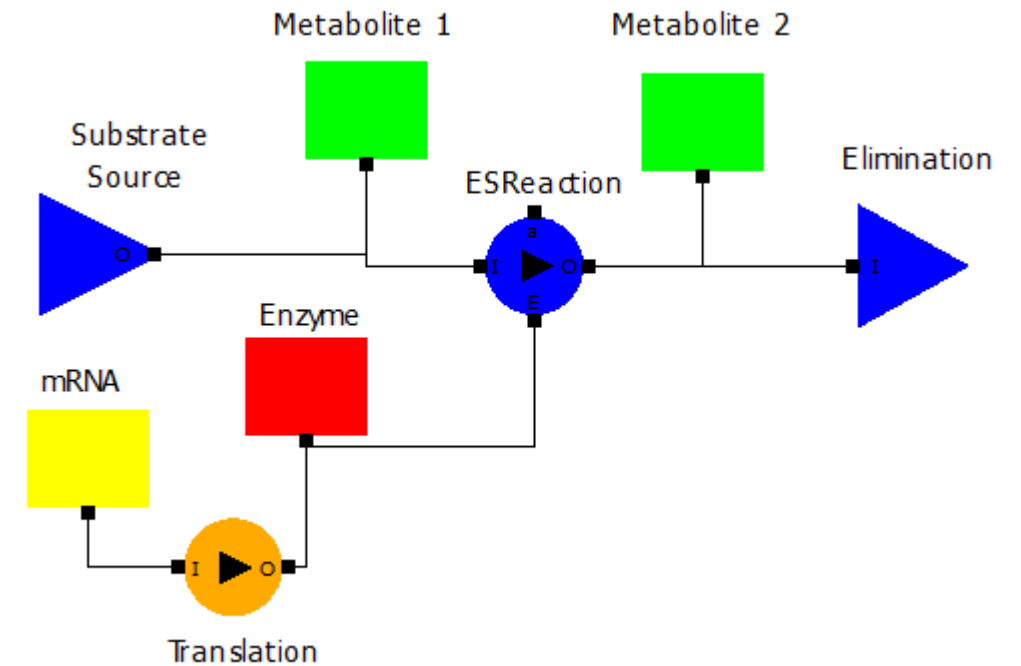 Metabolite 1
Metabolite 2
Substrate
Source
Elimination
ESReaction
a
O
I
O
I
E
Enzyme
mRNA
I
O
Translation